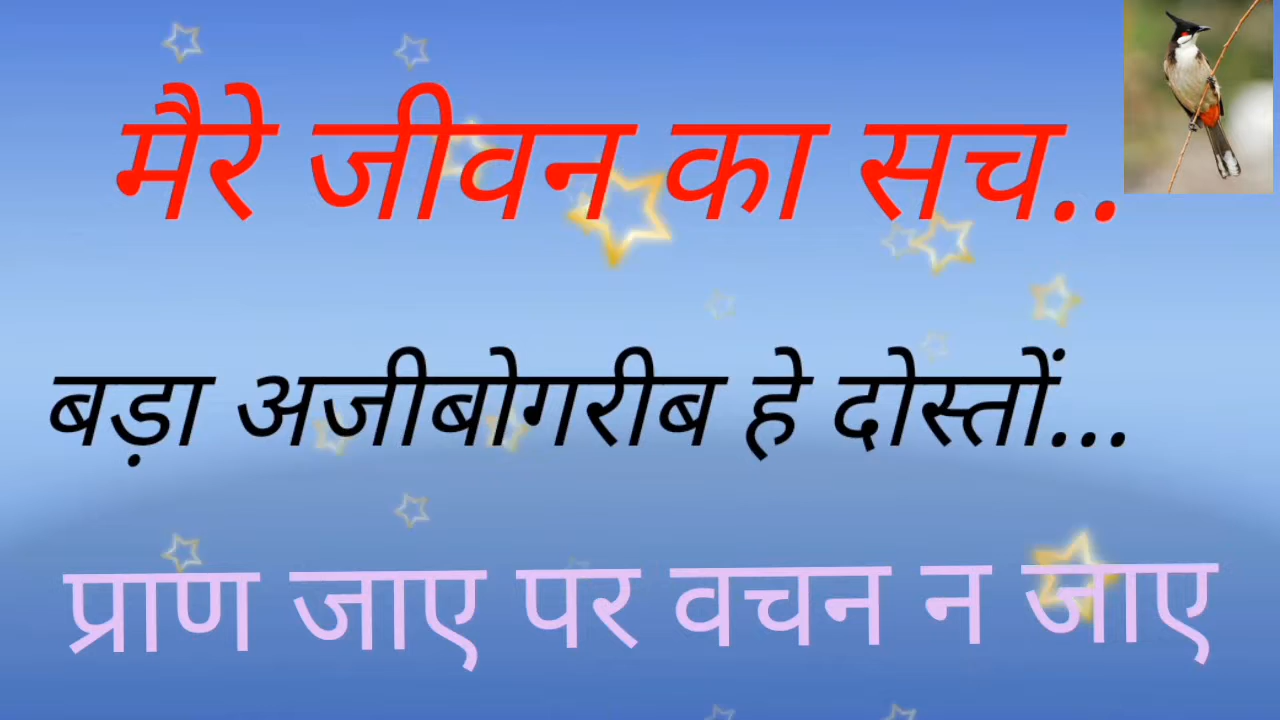 मैरे जीवन का सच..
बड़ा अजीबोगरीब हे दोस्तों...
प्राण जाए पर वचन न जाए